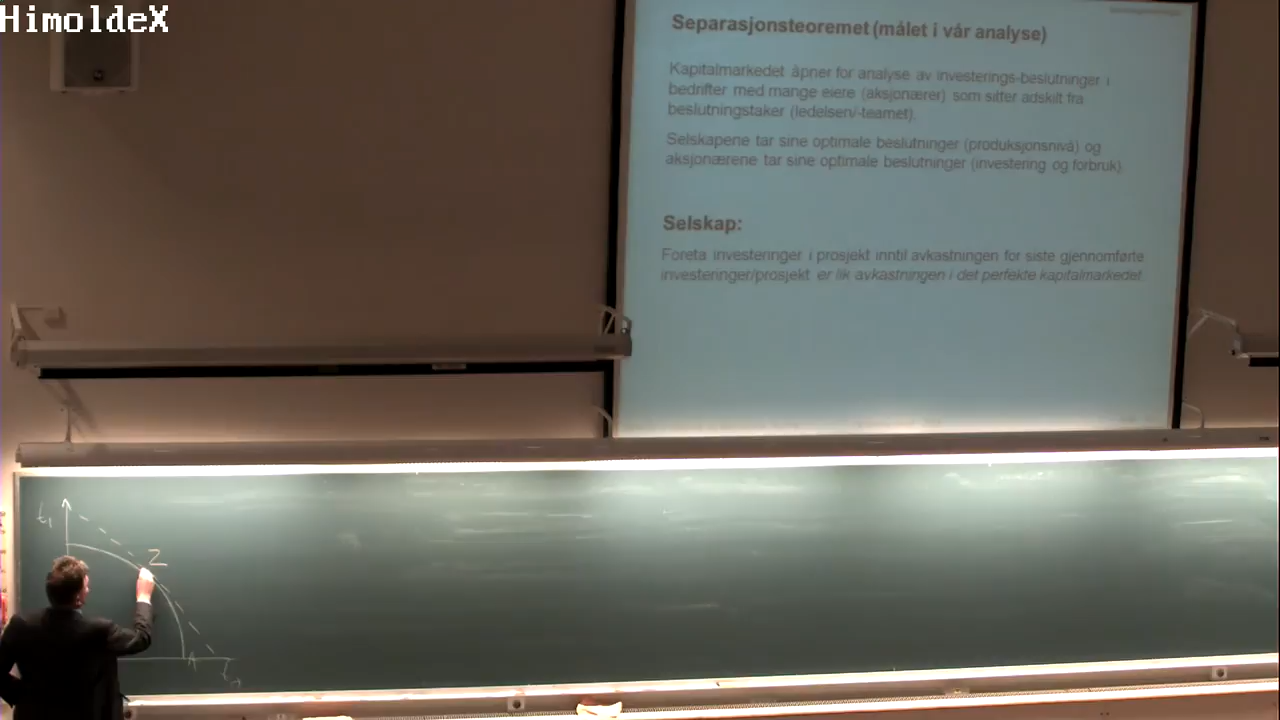 HimoldeX
Separasjonsteoremet (målet i vår analyse)
Kapitalmarkedet åpner for analyse av investerings-beslutninger i
bedrifter med mange eiere (aksjonærer) som sitter adskilt fra
beslutningstaker (ledelsen/-teamet).
Selskapene tar sine optimale beslutninger (produksjonsnivå) og
aksjonærene tar sine optimale beslutninger (investering og forbruk).
Selskap:
Foreta investeringer i prosjekt inntil avkastningen for siste gjennomførte
investeringer/prosjekt er lik avkastningen i det perfekte kapitalmarkedet.
t₁
Z
A